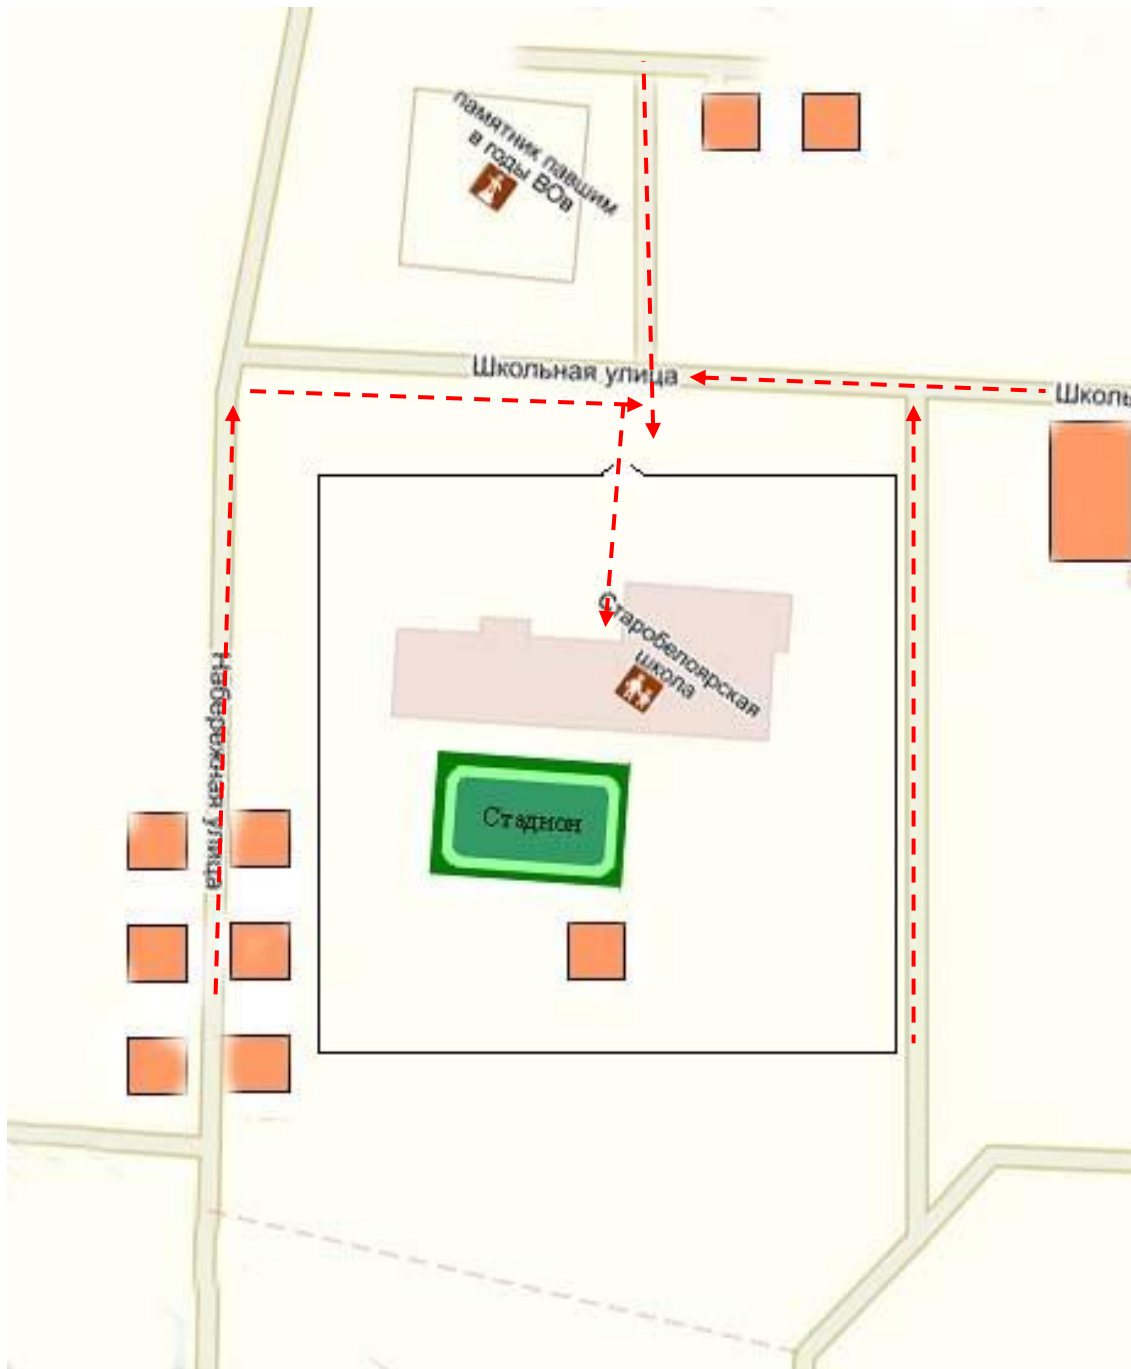 памятник павшим
в годы ВОв
Школьная улица
Школь
Старобелоярская
школа
Набережная улица
Стадион